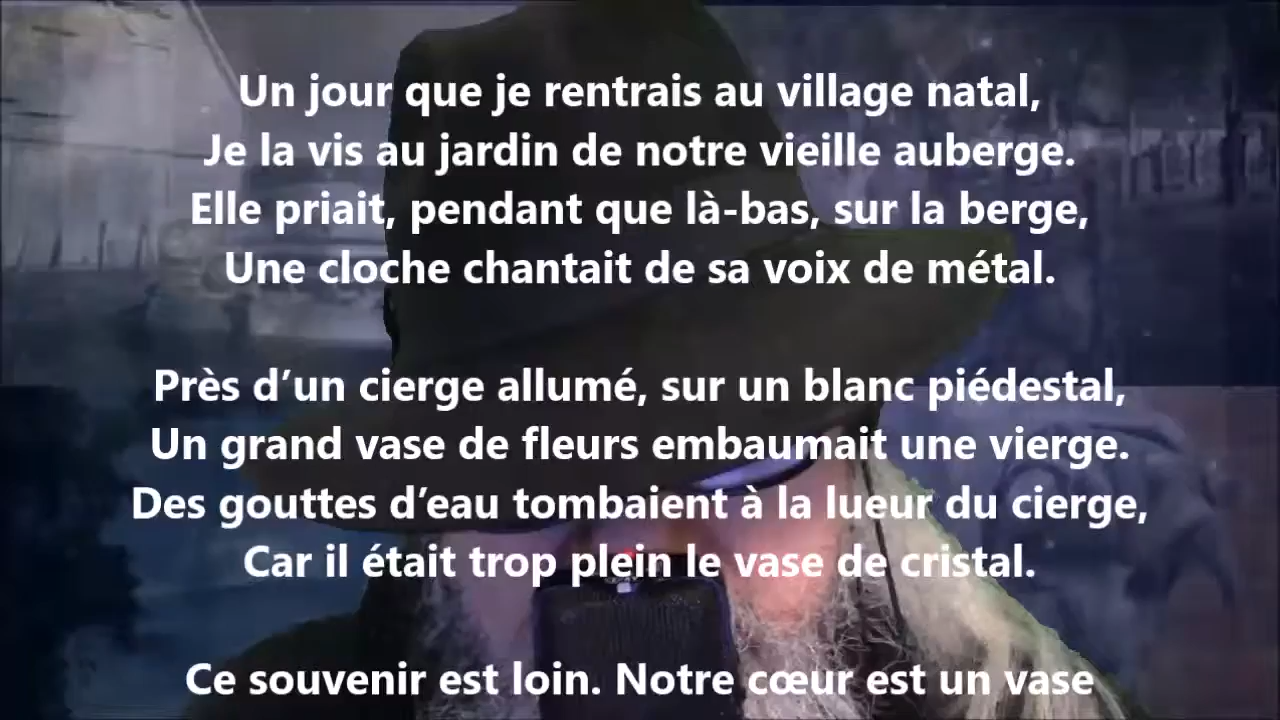 Un jour que je rentrais au village natal,
Je la vis au jardin de notre vieille auberge.
Elle priait, pendant que là-bas, sur la berge,
Une cloche chantait de sa voix de métal.
Près d’un cierge allumé, sur un blanc piédestal,
Un grand vase de fleurs embaumait une vierge.
Des gouttes d’eau tombaient à la lueur du cierge,
Car il était trop plein le vase de cristal.
Ce souvenir est loin. Notre cœur est un vase